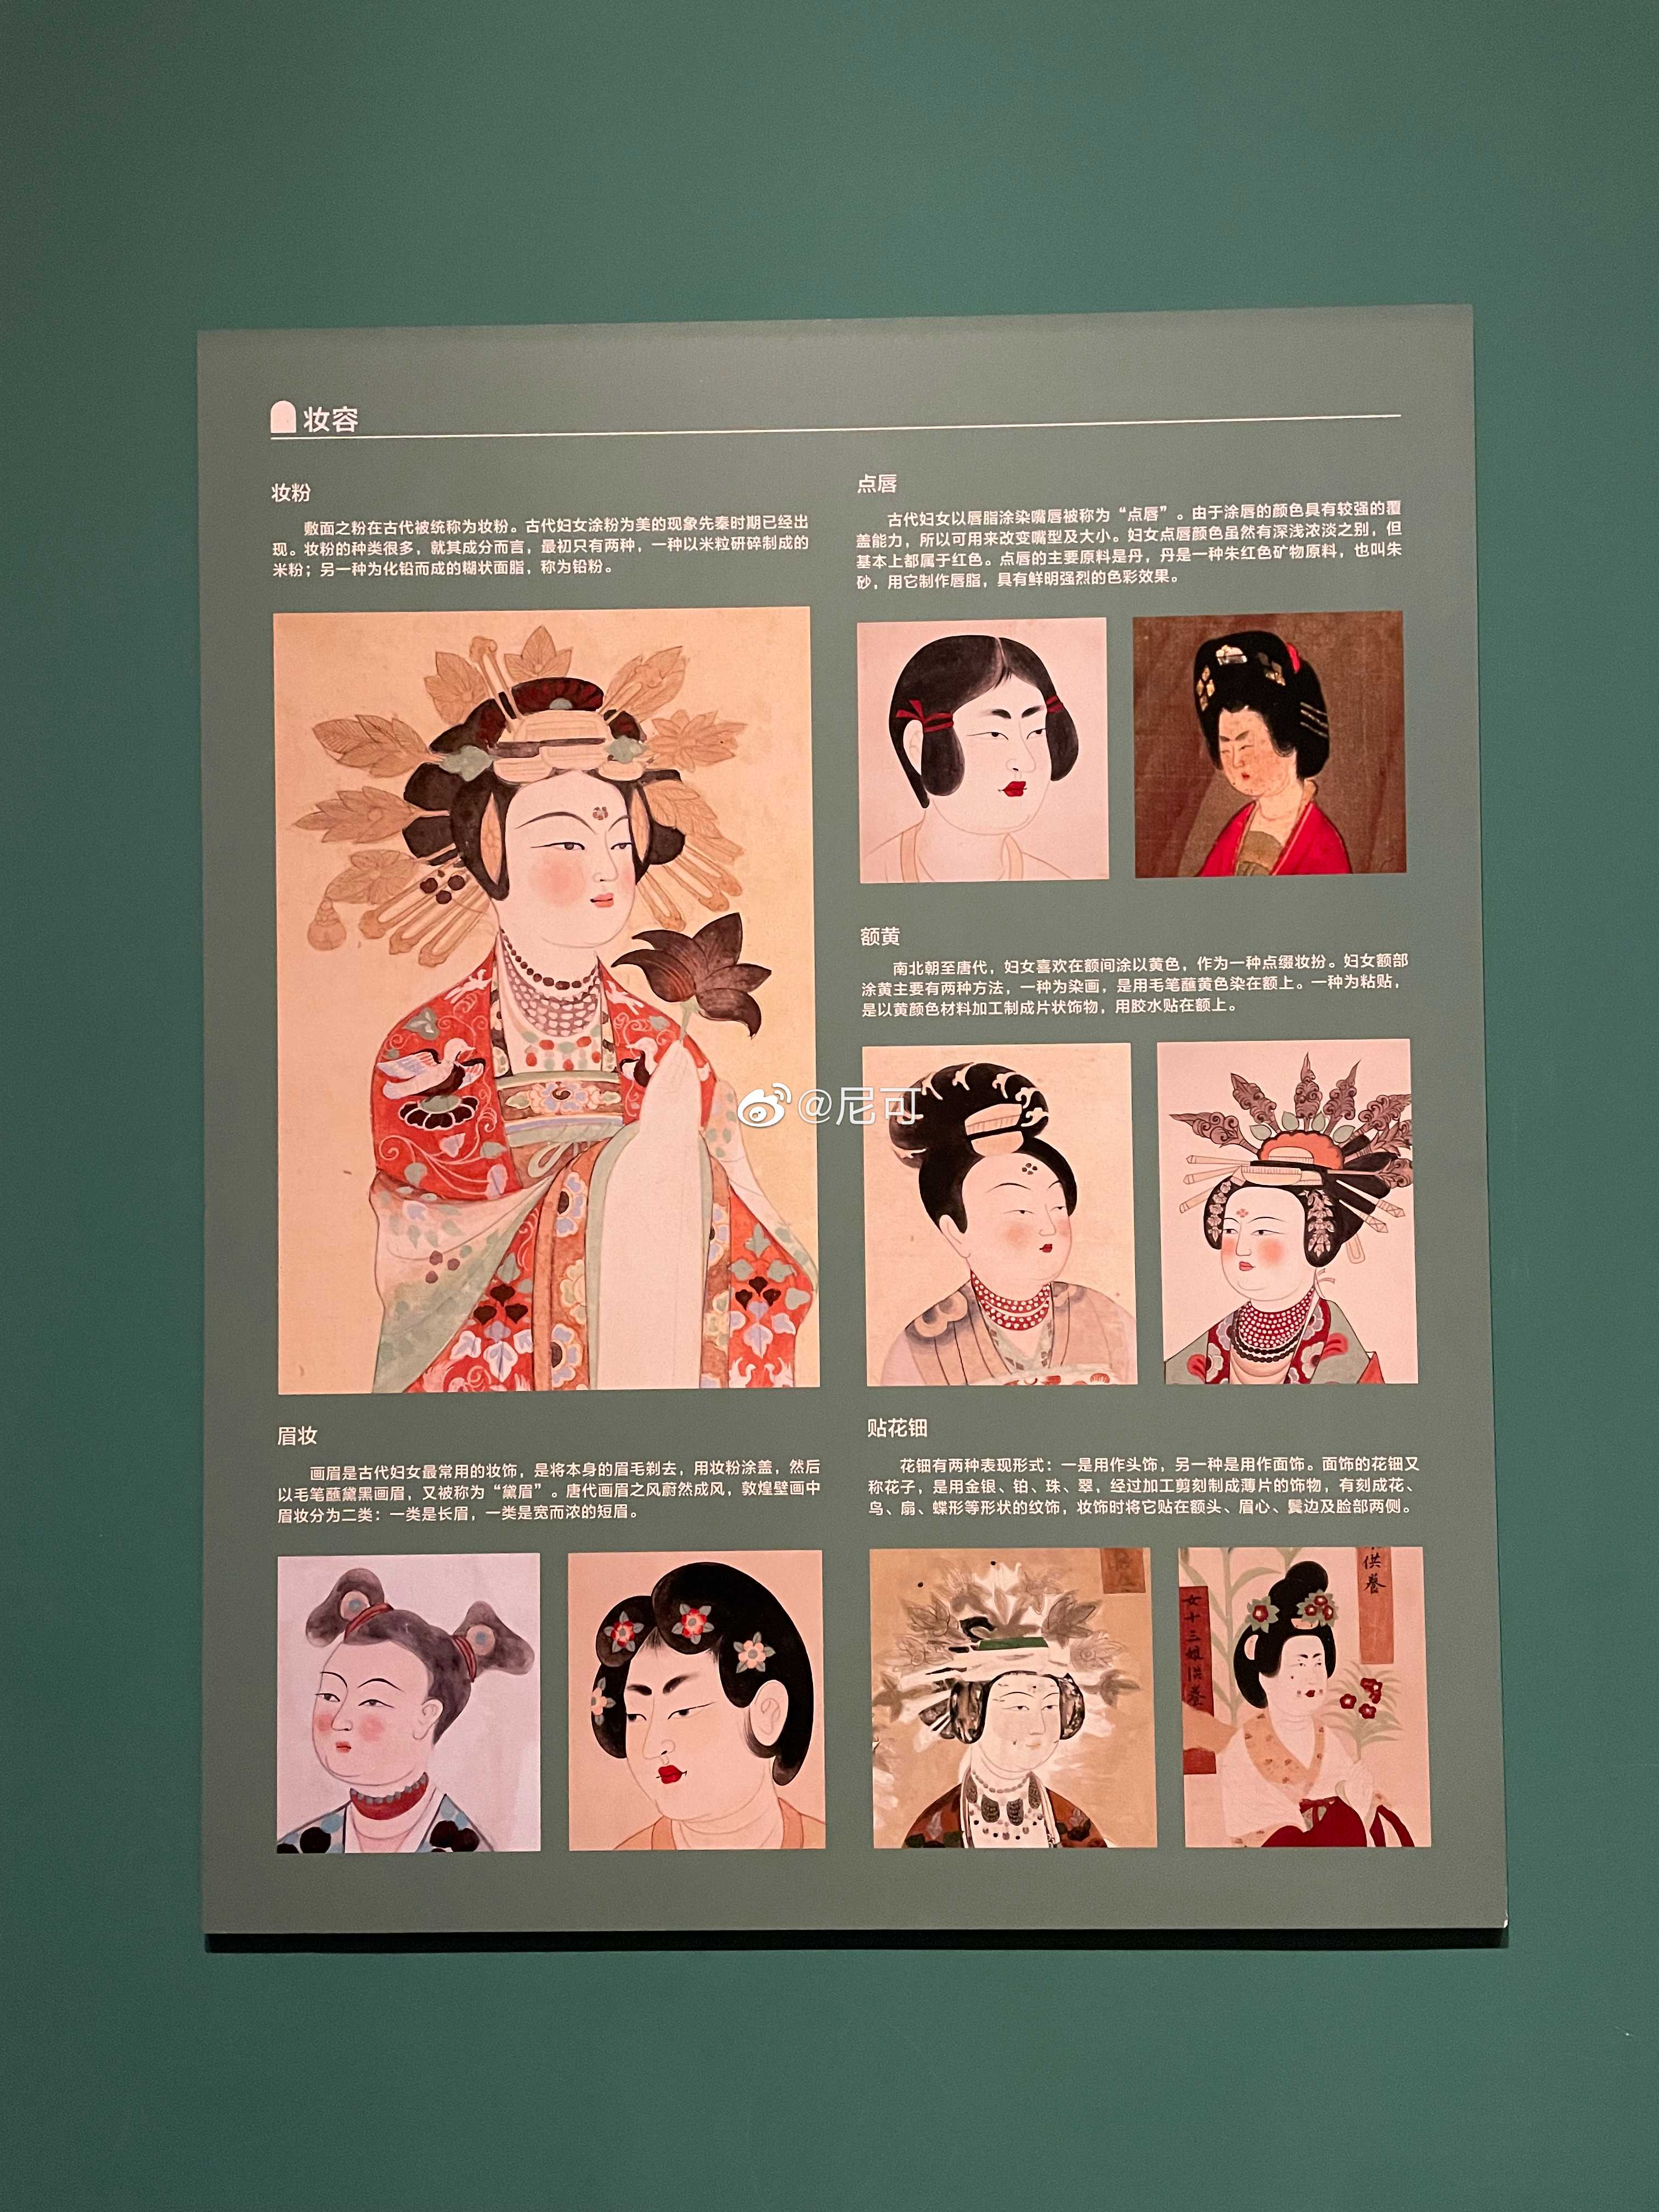 妆容
妆粉
敷面之粉在古代被统称为妆粉。古代妇女涂粉为美的现象先秦时期已经出
现。妆粉的种类很多，就其成分而言，最初只有两种，一种以米粒研碎制成的
米粉；另一种为化铅而成的糊状面脂，称为铅粉。
点唇
古代妇女以唇脂涂染嘴唇被称为“点唇”。由于涂唇的颜色具有较强的覆
盖能力，所以可用来改变嘴型及大小。妇女点唇颜色虽然有深浅浓淡之别，但
基本上都属于红色。点唇的主要原料是丹，丹是一种朱红色矿物原料，也叫朱
砂，用它制作唇脂，具有鲜明强烈的色彩效果。
额黄
南北朝至唐代，妇女喜欢在额间涂以黄色，作为一种点缀妆扮。妇女额部
涂黄主要有两种方法，一种为染画，是用毛笔蘸黄色染在额上。一种为粘贴，
是以黄颜色材料加工制成片状饰物，用胶水贴在额上。
@尼可
眉妆
画眉是古代妇女最常用的妆饰，是将本身的眉毛剃去，用妆粉涂盖，然后
以毛笔蘸黛黑画眉，又被称为“黛眉”。唐代画眉之风蔚然成风，敦煌壁画中
眉妆分为二类：一类是长眉，一类是宽而浓的短眉。
贴花钿
花钿有两种表现形式：一是用作头饰，另一种是用作面饰。面饰的花钿又
称花子，是用金银、铂、珠、翠，经过加工剪刻制成薄片的饰物，有刻成花、
鸟、扇、蝶形等形状的纹饰，妆饰时将它贴在额头、眉心、鬓边及脸部两侧。
供养
女十三娘供养